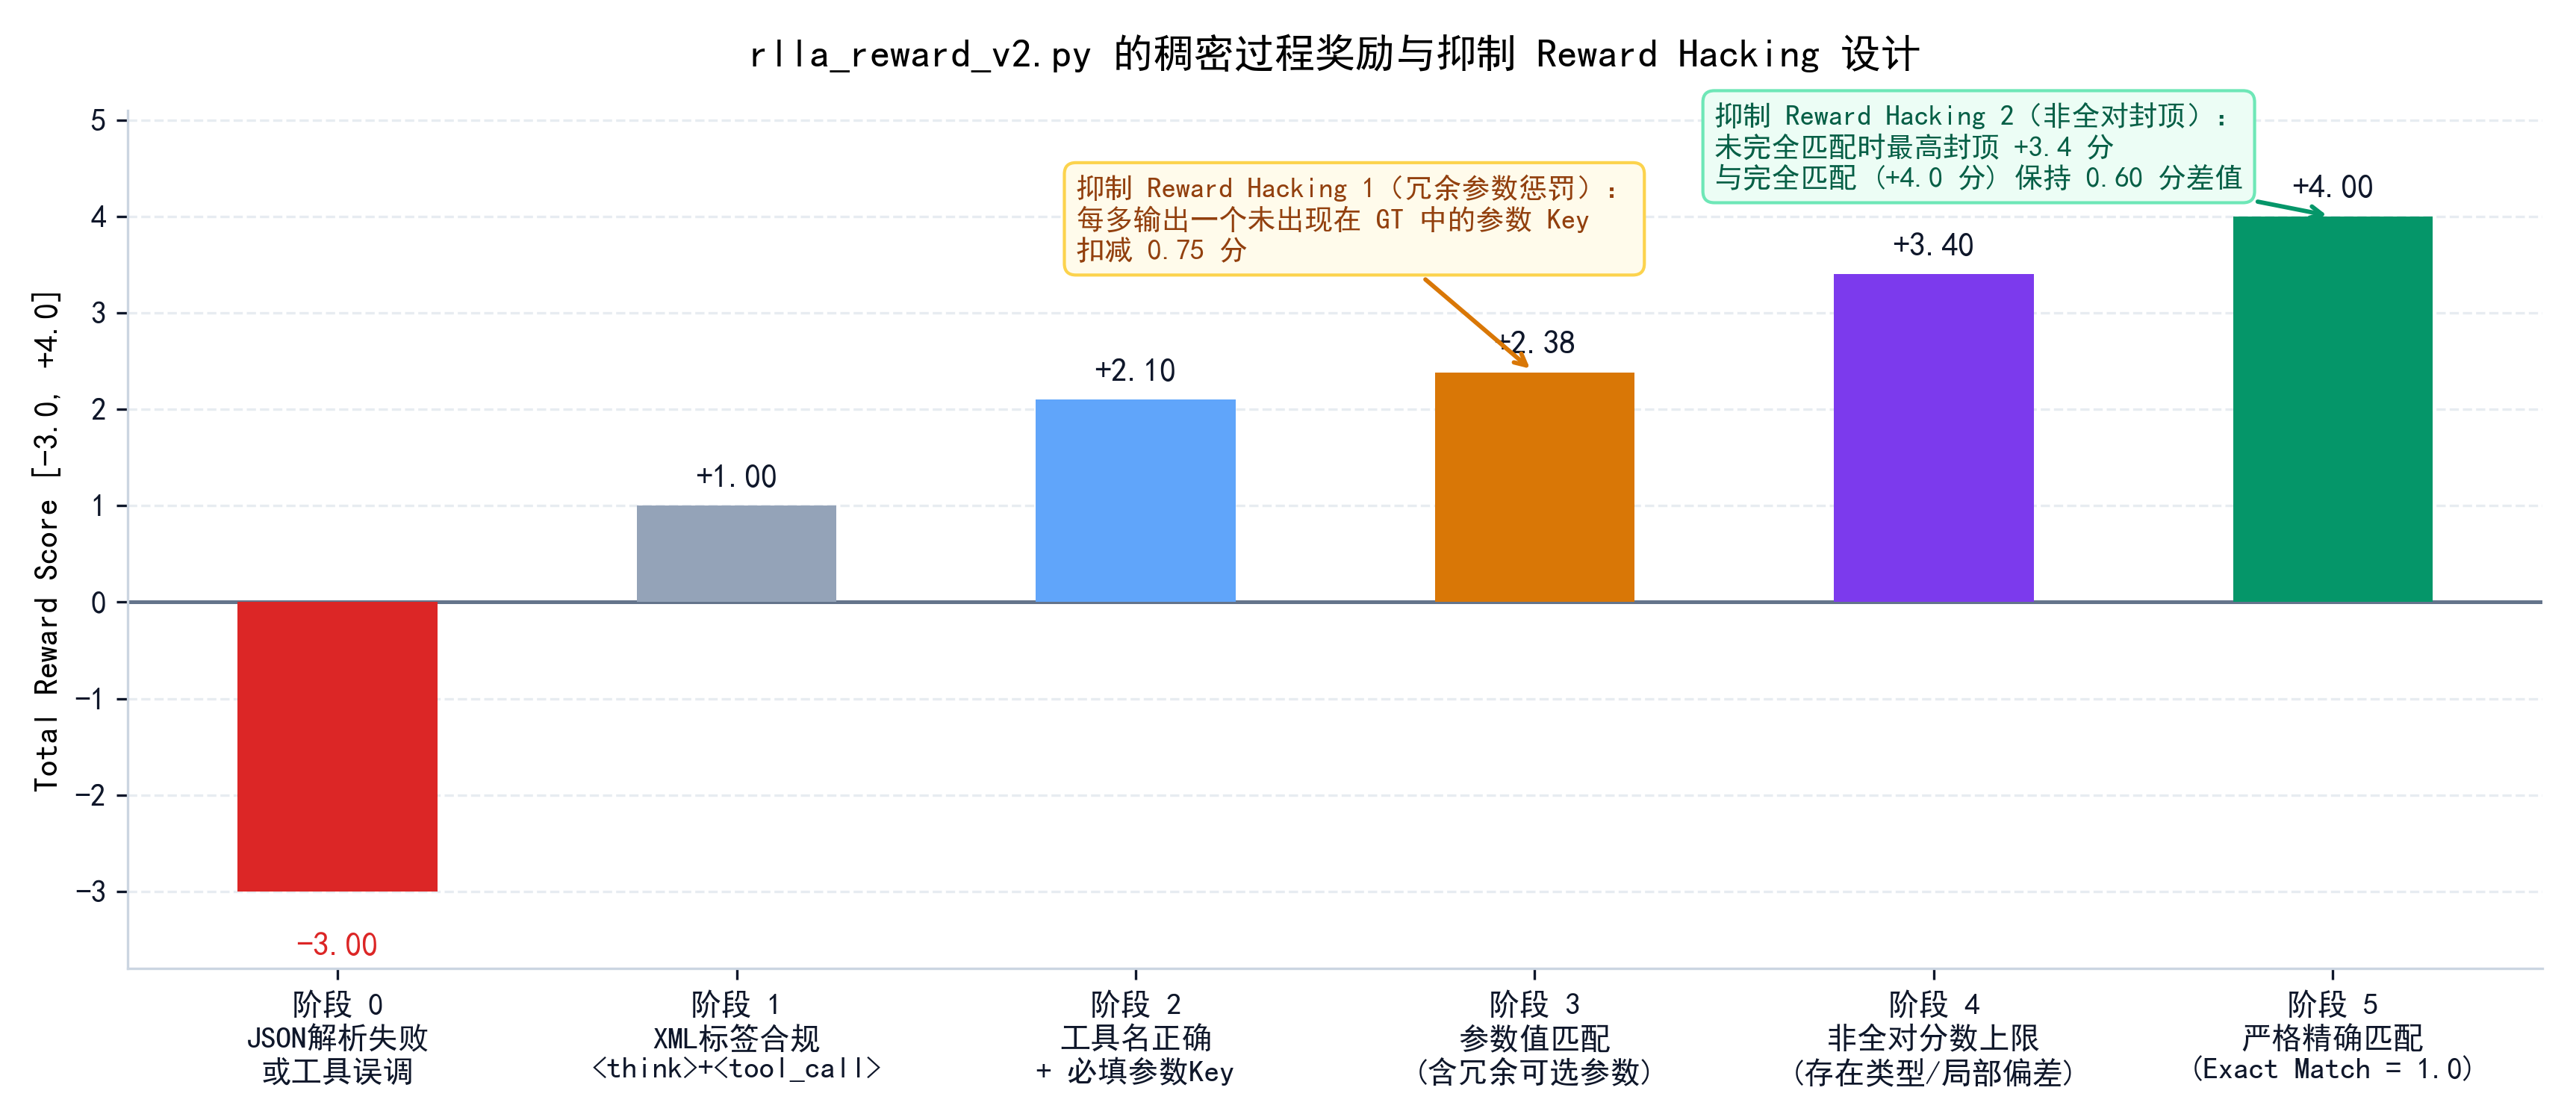 rlla_reward_v2.py 的稠密过程奖励与抑制 Reward Hacking 设计
Total Reward Score [−3.0, +4.0]
5
4
3
2
1
0
−1
−2
−3
抑制 Reward Hacking 1（冗余参数惩罚）：
每多输出一个未出现在 GT 中的参数 Key
扣减 0.75 分
抑制 Reward Hacking 2（非全对封顶）：
未完全匹配时最高封顶 +3.4 分
与完全匹配 (+4.0 分) 保持 0.60 分差值
−3.00
+1.00
+2.10
+2.38
+3.40
+4.00
阶段 0
JSON解析失败
或工具误调
阶段 1
XML标签合规
<think>+<tool_call>
阶段 2
工具名正确
+ 必填参数Key
阶段 3
参数值匹配
(含冗余可选参数)
阶段 4
非全对分数上限
(存在类型/局部偏差)
阶段 5
严格精确匹配
(Exact Match = 1.0)